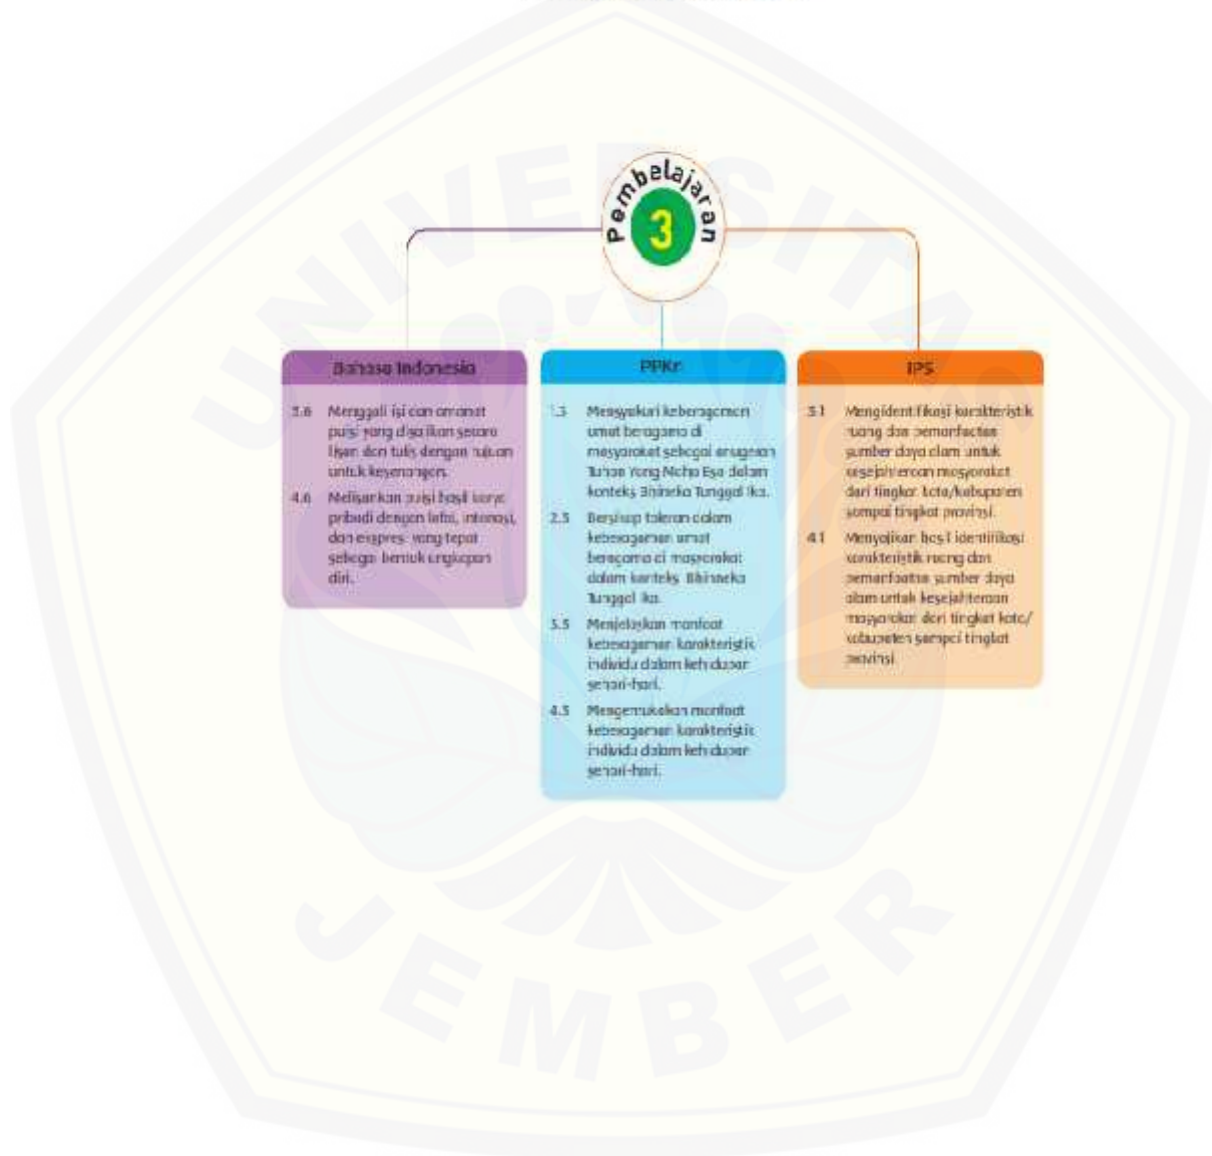 Pembelajaran
3
Bahasa Indonesia
3.6 Menggali isi dan amanat
puisi yang disajikan secara
lisan dan tulis dengan tujuan
untuk kesenangan.
4.6 Melisankan puisi hasil karya
pribadi dengan lafal, intonasi,
dan ekspresi yang tepat
sebagai bentuk ungkapan
diri.
PPKn
1.3 Mensyukuri keberagaman
umat beragama di
masyarakat sebagai anugerah
Tuhan Yang Maha Esa dalam
konteks Bhineka Tunggal Ika.
2.3 Bersikap toleran dalam
keberagaman umat
beragama di masyarakat
dalam konteks Bhinneka
Tunggal Ika.
3.3 Menjelaskan manfaat
keberagaman karakteristik
individu dalam kehidupan
sehari-hari.
4.3 Mengemukakan manfaat
keberagaman karakteristik
individu dalam kehidupan
sehari-hari.
IPS
3.1 Mengidentifikasi karakteristik
ruang dan pemanfaatan
sumber daya alam untuk
kesejahteraan masyarakat
dari tingkat kota/kabupaten
sampai tingkat provinsi.
4.1 Menyajikan hasil identifikasi
karakteristik ruang dan
pemanfaatan sumber daya
alam untuk kesejahteraan
masyarakat dari tingkat kota/
kabupaten sampai tingkat
provinsi.
UNIVERSITAS
JEMBER